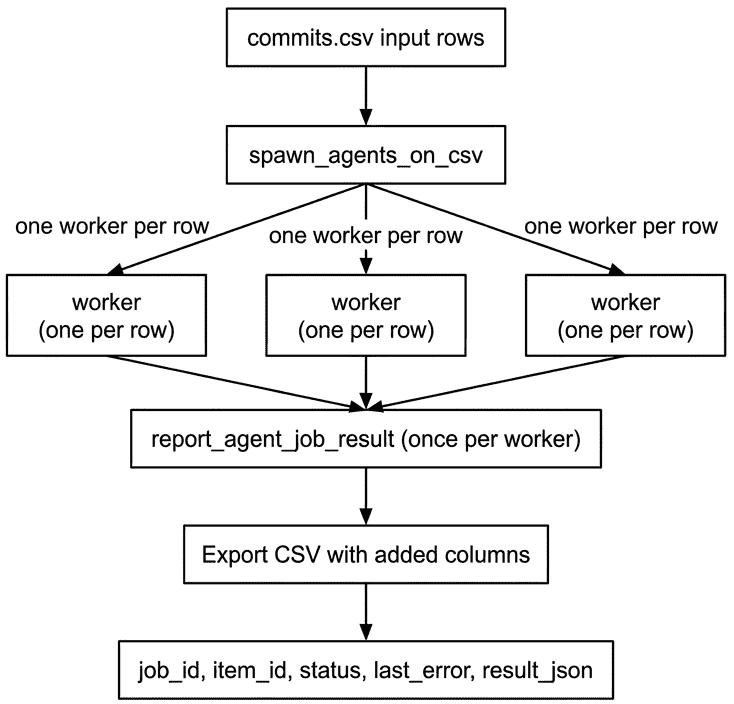 commits.csv input rows
spawn_agents_on_csv
one worker per row
one worker per row
one worker per row
worker
(one per row)
worker
(one per row)
worker
(one per row)
report_agent_job_result (once per worker)
Export CSV with added columns
job_id, item_id, status, last_error, result_json